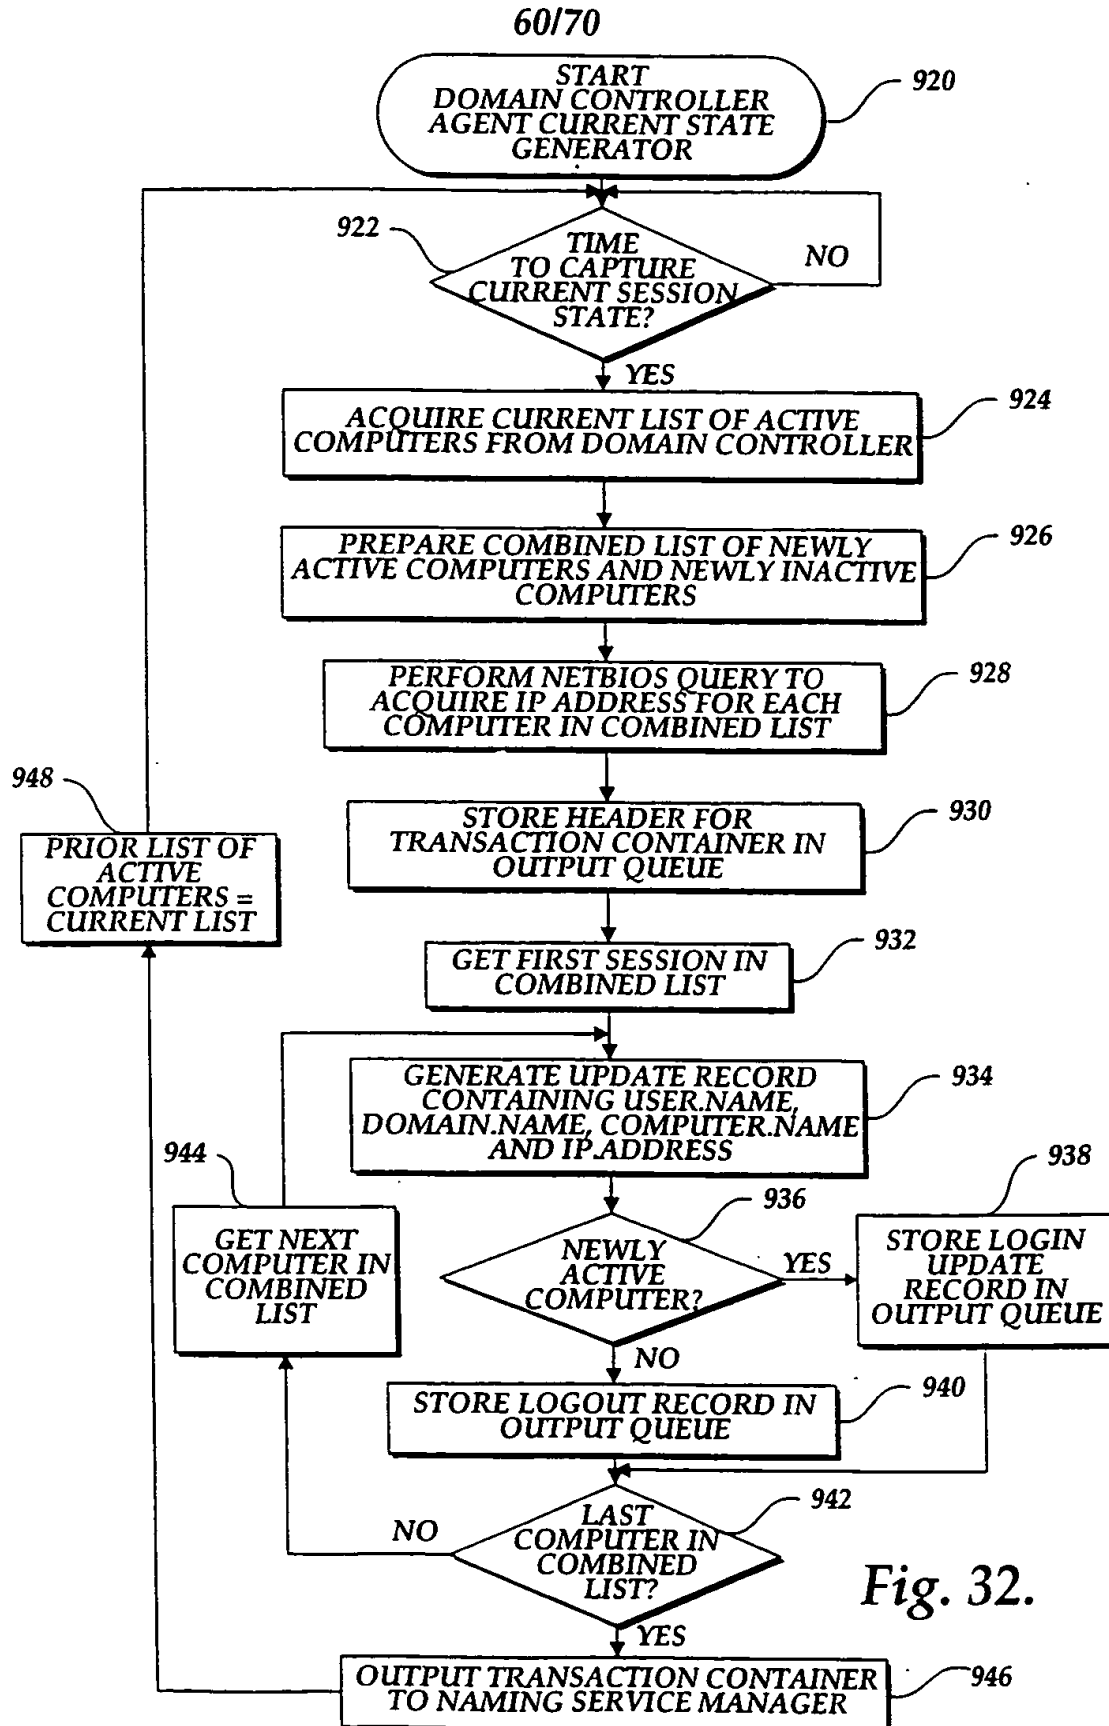 60/70
START
DOMAIN CONTROLLER
AGENT CURRENT STATE
GENERATOR
920
922
TIME
TO CAPTURE
CURRENT SESSION
STATE?
NO
YES
ACQUIRE CURRENT LIST OF ACTIVE
COMPUTERS FROM DOMAIN CONTROLLER
924
PREPARE COMBINED LIST OF NEWLY
ACTIVE COMPUTERS AND NEWLY INACTIVE
COMPUTERS
926
PERFORM NETBIOS QUERY TO
ACQUIRE IP ADDRESS FOR EACH
COMPUTER IN COMBINED LIST
928
948
PRIOR LIST OF
ACTIVE
COMPUTERS =
CURRENT LIST
STORE HEADER FOR
TRANSACTION CONTAINER IN
OUTPUT QUEUE
930
GET FIRST SESSION IN
COMBINED LIST
932
GENERATE UPDATE RECORD
CONTAINING USER.NAME,
DOMAIN.NAME, COMPUTER.NAME
AND IP.ADDRESS
934
944
GET NEXT
COMPUTER IN
COMBINED
LIST
936
NEWLY
ACTIVE
COMPUTER?
YES
938
STORE LOGIN
UPDATE
RECORD IN
OUTPUT QUEUE
NO
STORE LOGOUT RECORD IN
OUTPUT QUEUE
940
942
LAST
COMPUTER IN
COMBINED
LIST?
NO
YES
Fig. 32.
OUTPUT TRANSACTION CONTAINER
TO NAMING SERVICE MANAGER
946